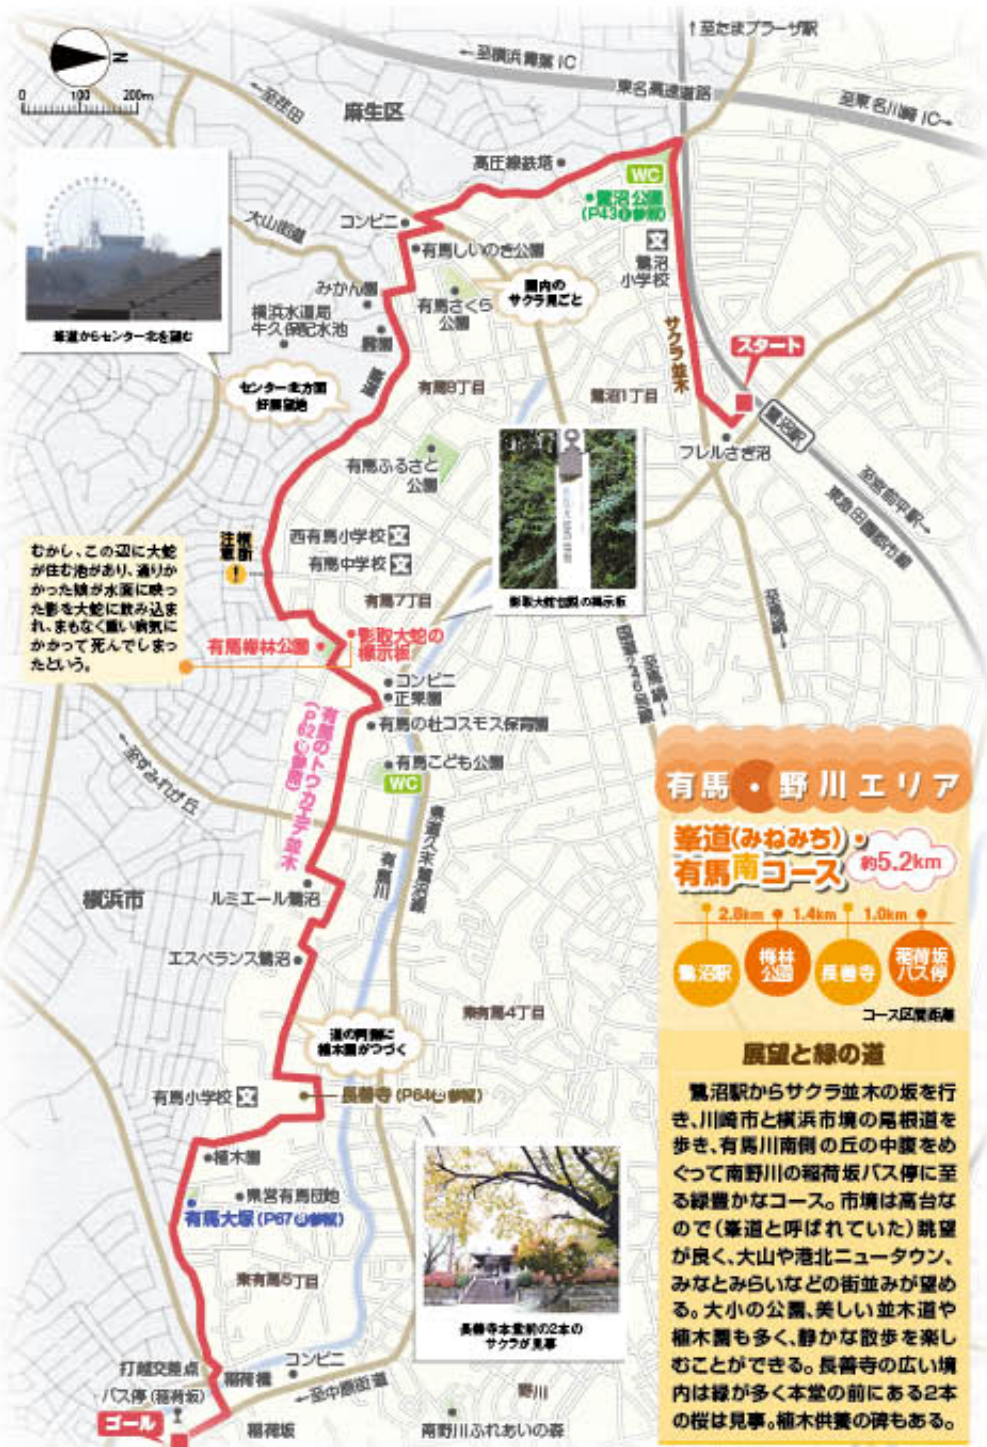 ↑至たまプラーザ駅
←至横浜青葉IC
東名高速道路
至東名川崎IC→
N
0 100 200m
←至荏田
麻生区
高圧線鉄塔
WC
鷺沼公園
コンビニ
大山街道
有馬しいのき公園
文
鷺沼
小学校
園内の
サクラ見ごと
みかん園
有馬さくら
公園
横浜水道局
牛久保配水池
峯道からセンター北を望む
サクラ並木
スタート
センター北方面
好展望地
有馬8丁目
鷺沼1丁目
鷺沼駅
フレルさぎ沼
有馬ふるさと
公園
至宮前平駅→
東急田園都市線
西有馬小学校 文
有馬中学校 文
横断
注意
!
むかし、この辺に大蛇
が住む池があり、通りか
かった娘が水面に映っ
た影を大蛇に飲み込ま
れ、まもなく重い病気に
かかって死んでしまっ
たという。
有馬7丁目
影取大蛇伝説の掲示板
有馬梅林公園
影取大蛇の
標示板
コンビニ
正栗園
有馬の杜コスモス保育園
有馬のトウカエデ並木
有馬こども公園
WC
←至すみれが丘
有馬川
県道久末鷺沼線
横浜市
ルミエール鷺沼
エスペランス鷺沼
東有馬4丁目
道の両側に
植木園がつづく
有馬小学校 文
長善寺
植木園
県営有馬団地
有馬大塚
東有馬5丁目
長善寺本堂前の2本の
サクラが見事
打越交差点
コンビニ
稲荷橋
←至中原街道
バス停(稲荷坂)
野川
ゴール
稲荷坂
南野川ふれあいの森
有馬・野川エリア
峯道(みねみち)・
有馬南コース
約5.2km
2.8km 1.4km 1.0km
鷺沼駅
梅林
公園
長善寺
稲荷坂
バス停
コース区間距離
展望と緑の道
鷺沼駅からサクラ並木の坂を行
き、川崎市と横浜市境の尾根道を
歩き、有馬川南側の丘の中腹をめ
ぐって南野川の稲荷坂バス停に至
る緑豊かなコース。市境は高台な
ので(峯道と呼ばれていた)眺望
が良く、大山や港北ニュータウン、
みなとみらいなどの街並みが望め
る。大小の公園、美しい並木道や
植木園も多く、静かな散歩を楽し
むことができる。長善寺の広い境
内は緑が多く本堂の前にある2本
の桜は見事。植木供養の碑もある。